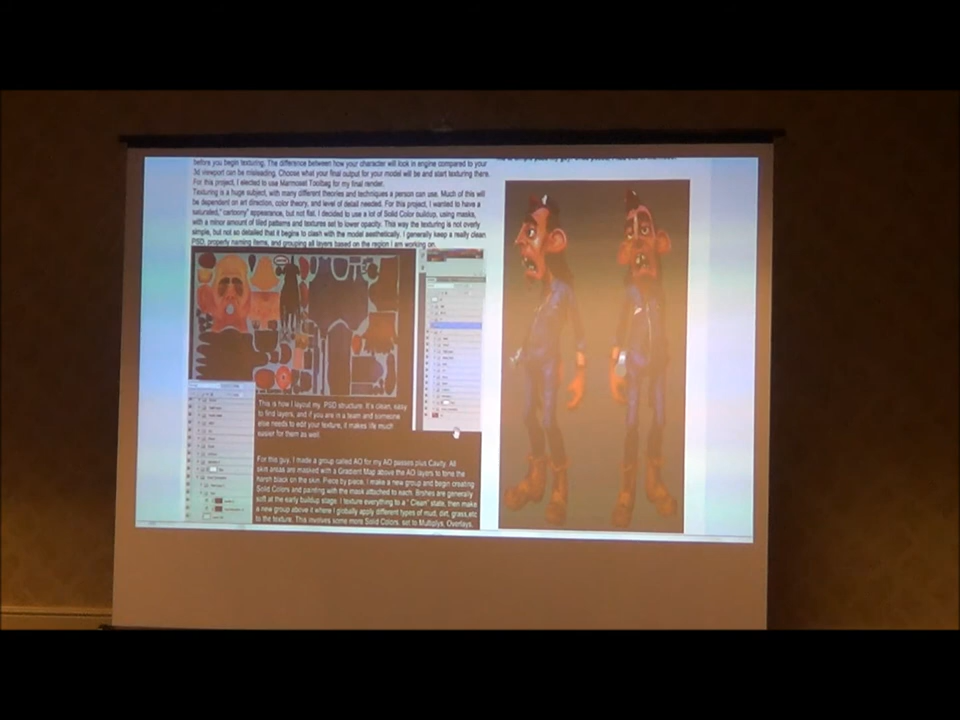 before you begin texturing. The difference between how your character will look in engine compared to your
3d viewport can be misleading. Choose what your final output for your model will be and start texturing there.
For this project, I elected to use Marmoset Toolbag for my final render.
Texturing is a huge subject, with many different theories and techniques a person can use. Much of this will
be dependent on art direction, color theory, and level of detail needed. For this project, I wanted to have a
saturated, "cartoony" appearance, but not flat. I decided to use a lot of Solid Color buildup, using masks,
with a minor amount of tiled patterns and textures set to lower opacity. This way the texturing is not overly
simple, but not so detailed that it begins to clash with the model aesthetically. I generally keep a really clean
PSD, properly naming items, and grouping all layers based on the region I am working on.
This is how I layout my PSD structure. It's clean, easy
to find layers, and if you are in a team and someone
else needs to edit your texture, it makes life much
easier for them as well.
For this guy, I made a group called AO for my AO passes plus Cavity. All
skin areas are masked with a Gradient Map above the AO layers to tone the
harsh black on the skin. Piece by piece, I make a new group and begin creating
Solid Colors and painting with the mask attached to each. Brshes are generally
soft at the early buildup stage. I texture everything to a "Clean" state, then make
a new group above it where I globally apply different types of mud, dirt, grass,etc
to the texture. This involves some more Solid Colors, set to Multiplys, Overlays,